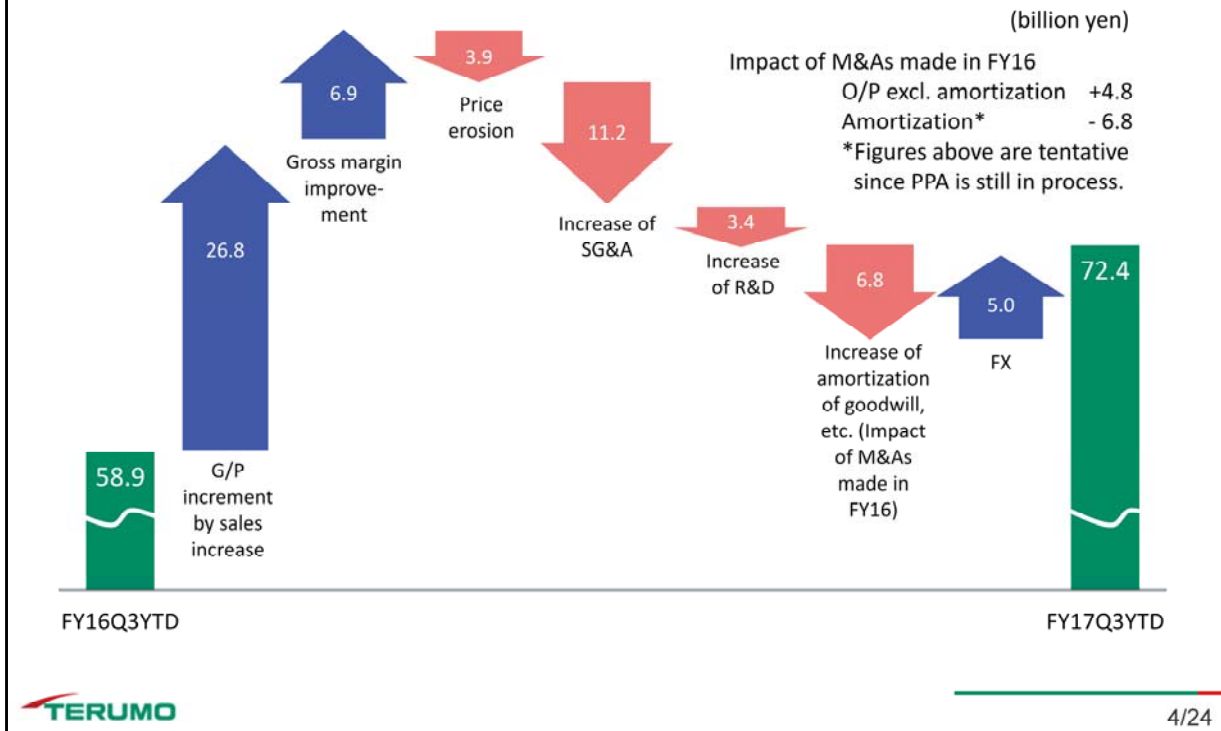 (billion yen)
Impact of M&As made in FY16
O/P excl. amortization +4.8
Amortization* - 6.8
*Figures above are tentative
since PPA is still in process.
58.9
26.8
G/P
increment
by sales
increase
6.9
Gross margin
improve-
ment
3.9
Price
erosion
11.2
Increase of
SG&A
3.4
Increase
of R&D
6.8
Increase of
amortization
of goodwill,
etc. (Impact
of M&As
made in
FY16)
5.0
FX
72.4
FY16Q3YTD
FY17Q3YTD
TERUMO
4/24